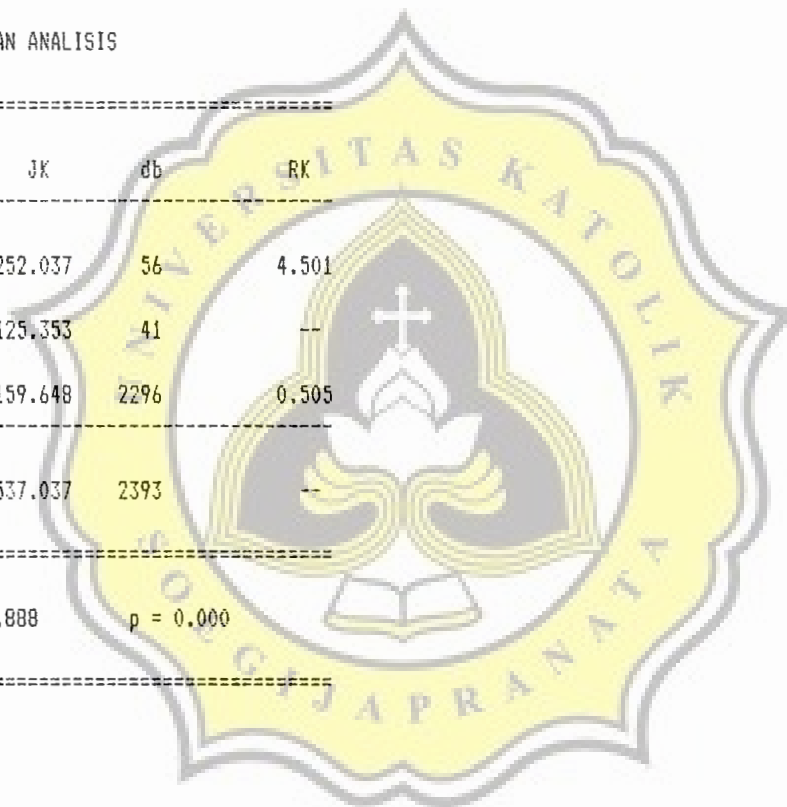 AN ANALISIS
JK db RK
252.037 56 4.501
125.353 41 --
159.648 2296 0.505
537.037 2393 --
.888 p = 0.000
UNIVERSITAS KATOLIK
SOEGIJAPRANATA